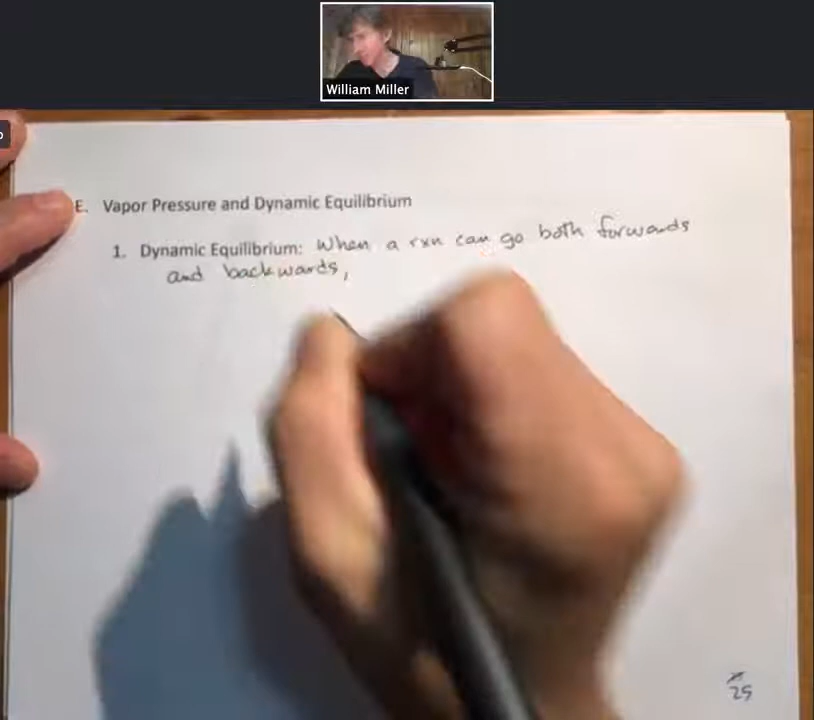 William Miller
E. Vapor Pressure and Dynamic Equilibrium
1. Dynamic Equilibrium: When a rxn can go both forwards
and backwards,
25